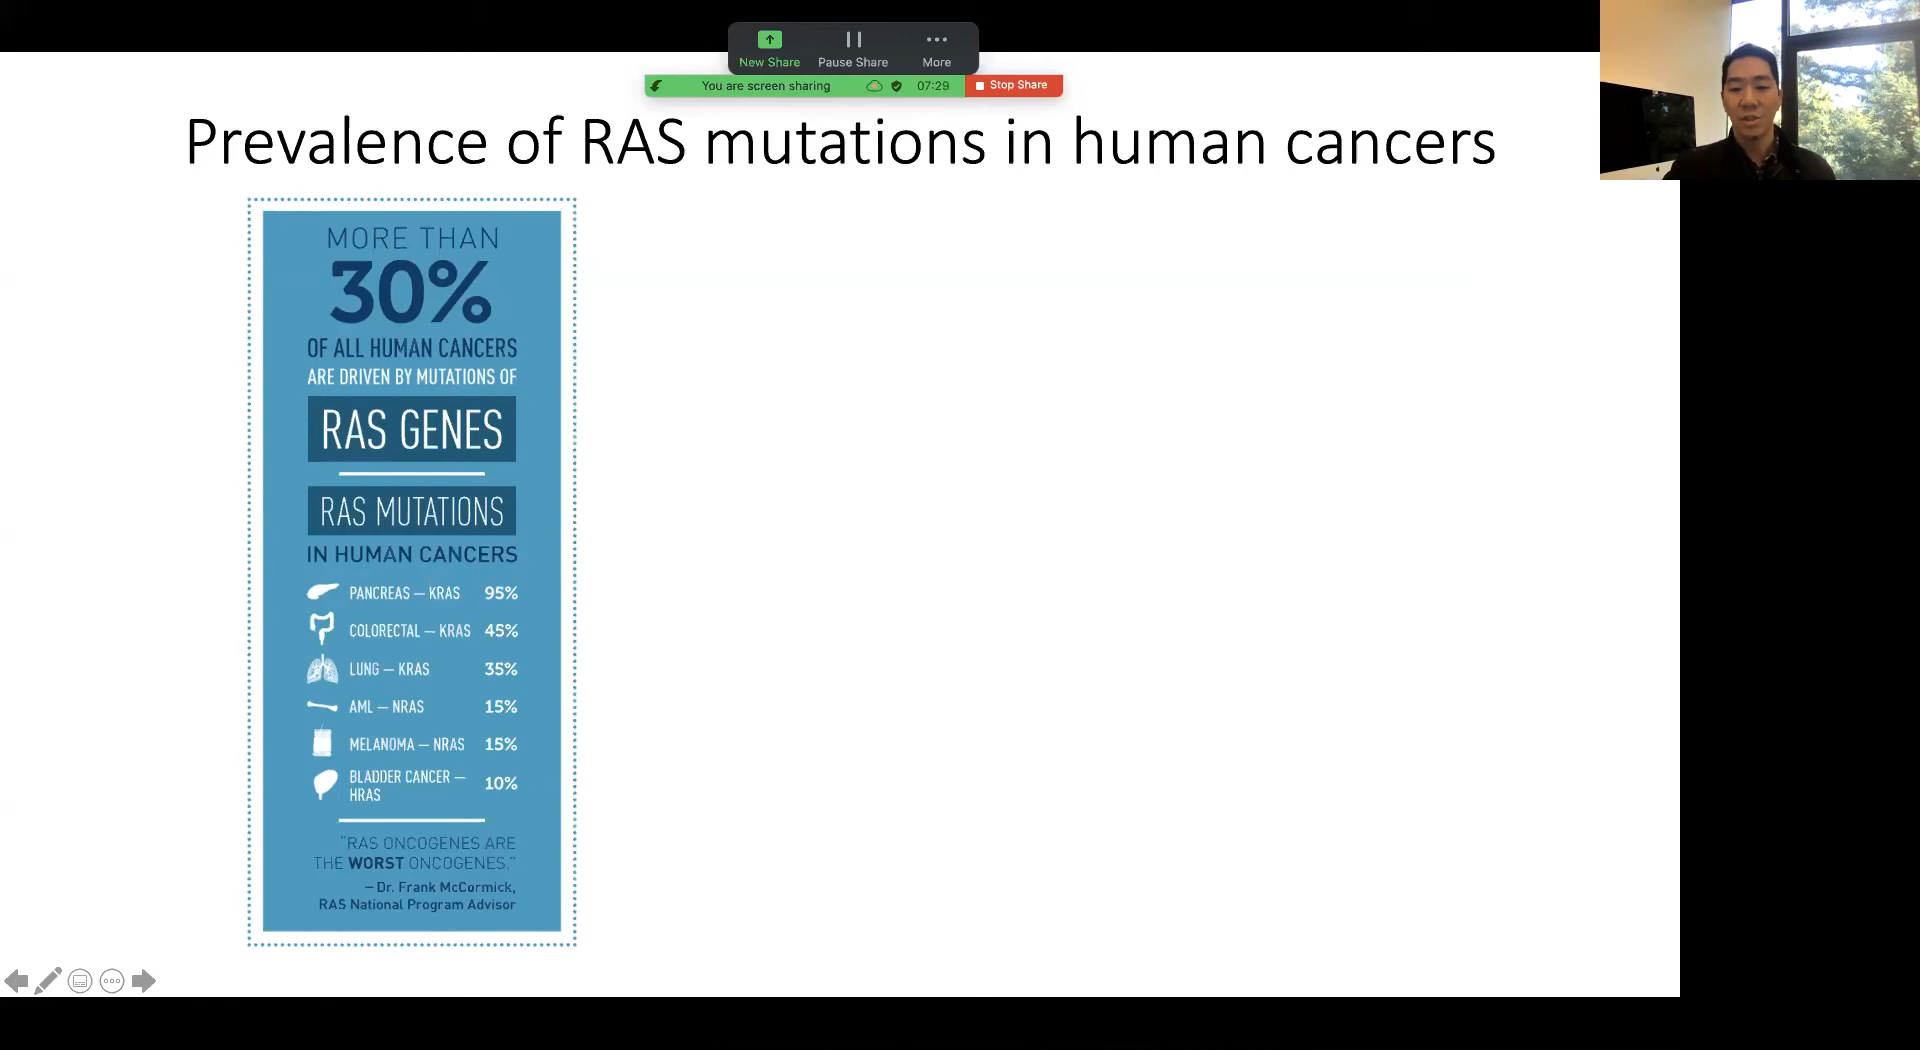 New Share
Pause Share
More
You are screen sharing
07:29
Stop Share
Prevalence of RAS mutations in human cancers
MORE THAN
30%
OF ALL HUMAN CANCERS
ARE DRIVEN BY MUTATIONS OF
RAS GENES
RAS MUTATIONS
IN HUMAN CANCERS
PANCREAS — KRAS 95%
COLORECTAL — KRAS 45%
LUNG — KRAS 35%
AML — NRAS 15%
MELANOMA — NRAS 15%
BLADDER CANCER —
HRAS 10%
"RAS ONCOGENES ARE
THE WORST ONCOGENES."
— Dr. Frank McCormick,
RAS National Program Advisor